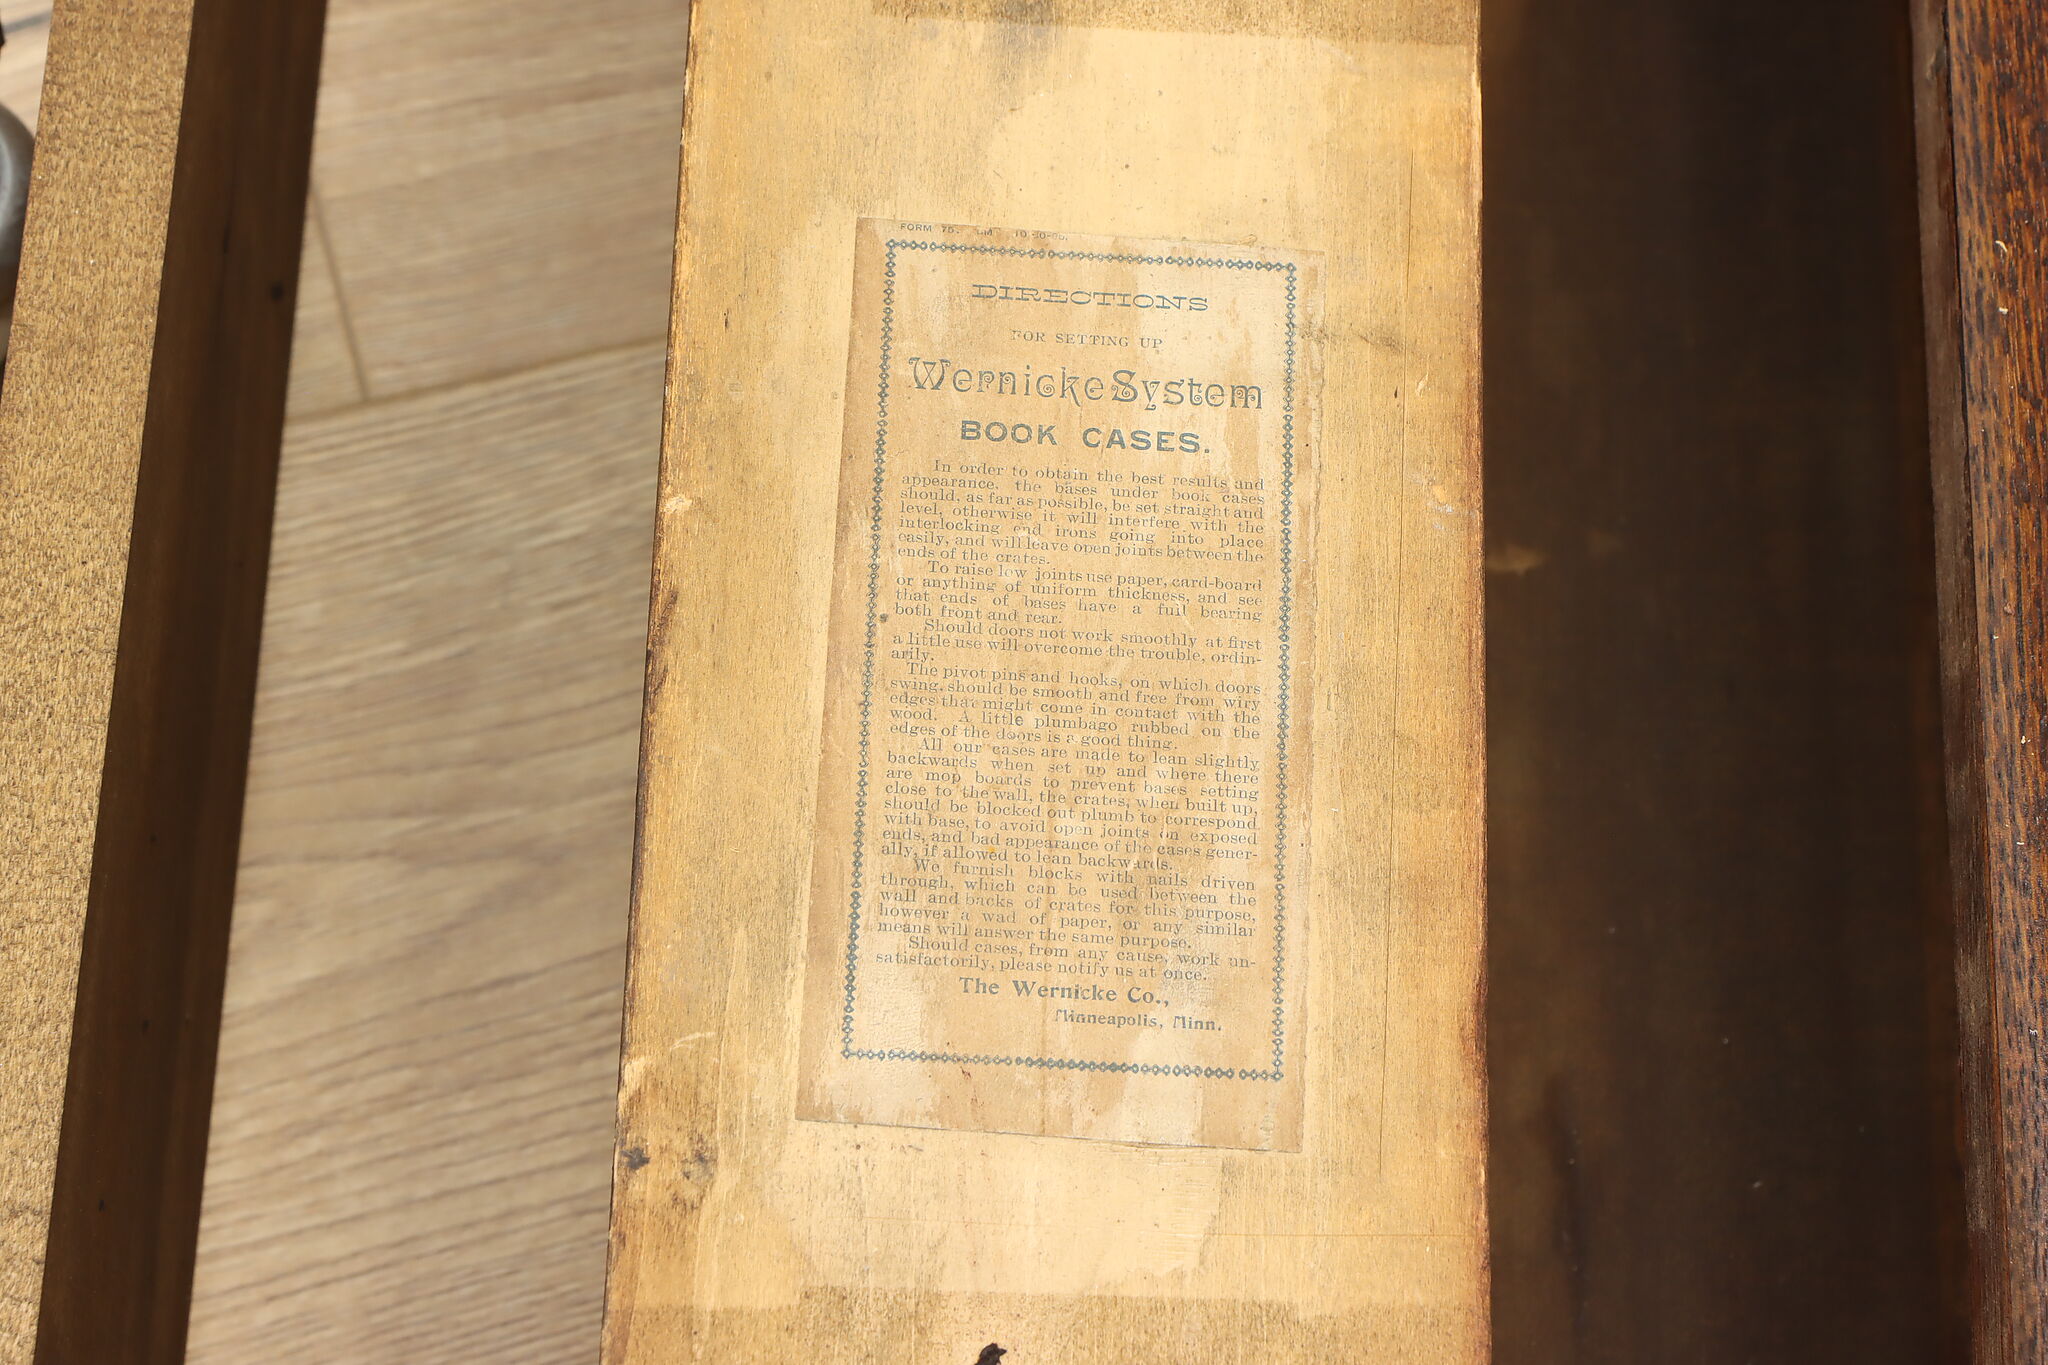 FORM 75.
DIRECTIONS
FOR SETTING UP
Wernicke System
BOOK CASES.
In order to obtain the best results and
appearance, the bases under book cases
should, as far as possible, be set straight and
level, otherwise it will interfere with the
interlocking end irons going into place
easily, and will leave open joints between the
ends of the crates.
To raise low joints use paper, card-board
or anything of uniform thickness, and see
that ends of bases have a full bearing
both front and rear.
Should doors not work smoothly at first
a little use will overcome the trouble, ordin-
arily.
The pivot pins and hooks, on which doors
swing, should be smooth and free from wiry
edges that might come in contact with the
wood. A little plumbago rubbed on the
edges of the doors is a good thing.
All our cases are made to lean slightly
backwards when set up and where there
are mop boards to prevent bases setting
close to the wall, the crates, when built up,
should be blocked out plumb to correspond
with base, to avoid open joints on exposed
ends, and bad appearance of the cases gener-
ally, if allowed to lean backwards.
We furnish blocks with nails driven
through, which can be used between the
wall and backs of crates for this purpose,
however a wad of paper, or any similar
means will answer the same purpose.
Should cases, from any cause, work un-
satisfactorily, please notify us at once.
The Wernicke Co.,
Minneapolis, Minn.